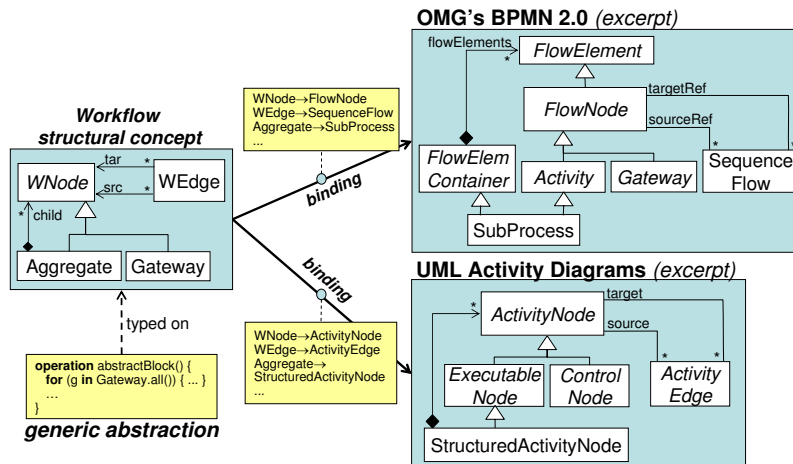 OMG's BPMN 2.0 (excerpt)
flowElements
*
FlowElement
targetRef
FlowNode
sourceRef
*
*
FlowElem
Container
Activity
Gateway
Sequence
Flow
SubProcess
WNode→FlowNode
WEdge→SequenceFlow
Aggregate→SubProcess
...
binding
Workflow
structural concept
WNode
tar
*
src
*
WEdge
*
child
Aggregate
Gateway
typed on
operation abstractBlock() {
for (g in Gateway.all()) { ... }
…
}
generic abstraction
binding
WNode→ActivityNode
WEdge→ActivityEdge
Aggregate→
StructuredActivityNode
...
UML Activity Diagrams (excerpt)
*
ActivityNode
target
source
*
*
Executable
Node
Control
Node
Activity
Edge
StructuredActivityNode